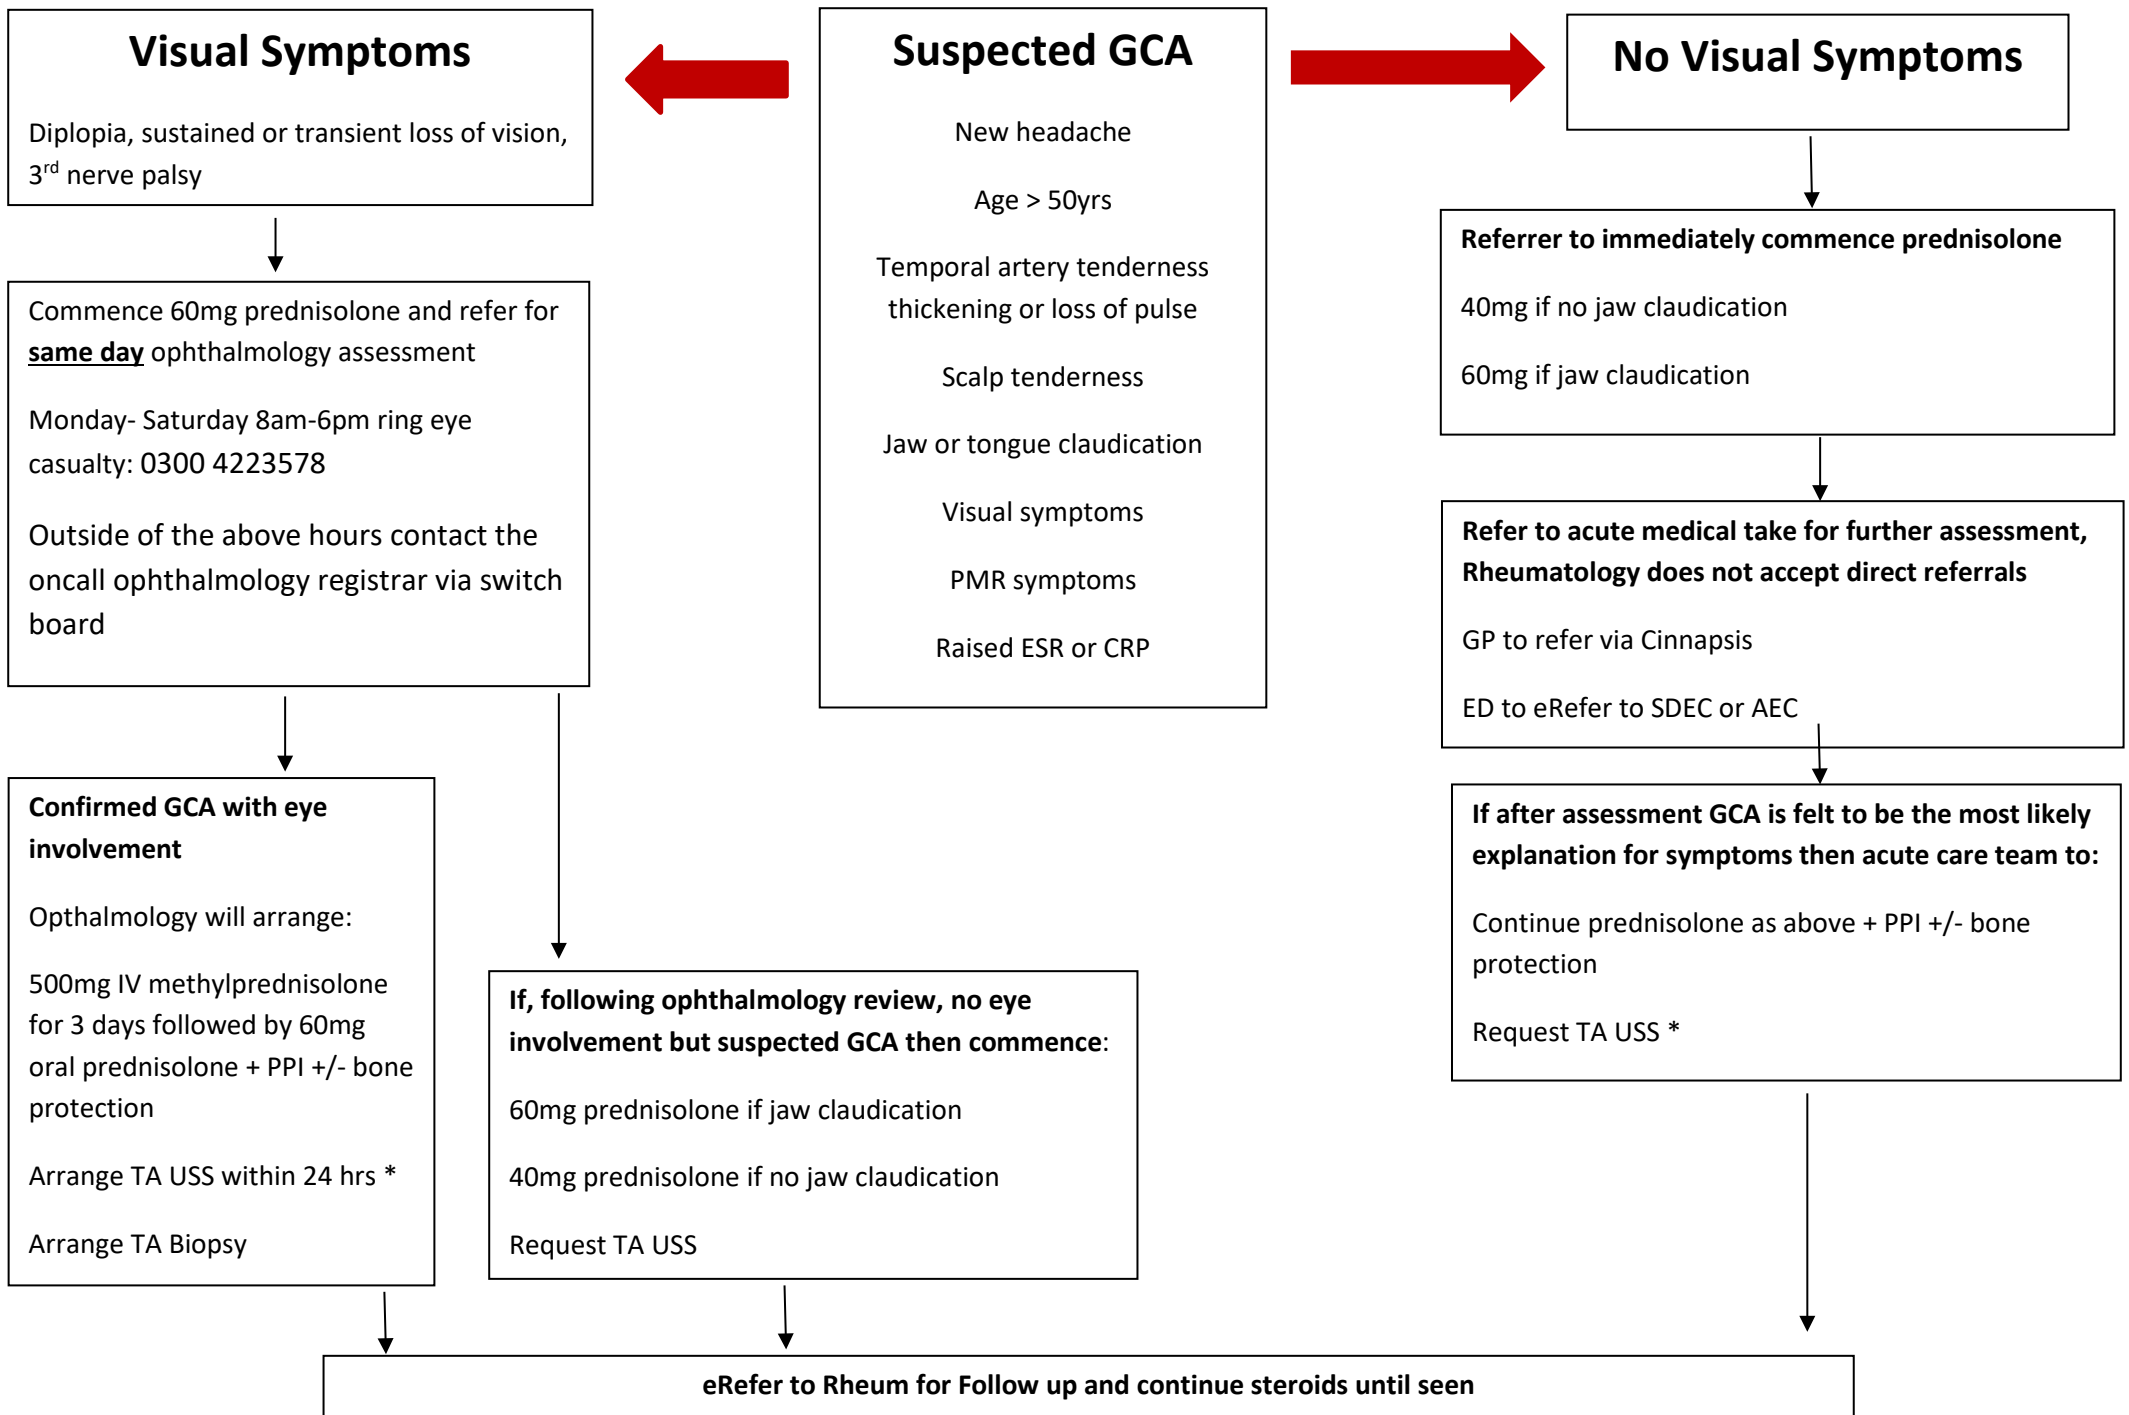 Visual Symptoms
Diplopia, sustained or transient loss of vision,
3rd nerve palsy
Suspected GCA
New headache
Age > 50yrs
Temporal artery tenderness
thickening or loss of pulse
Scalp tenderness
Jaw or tongue claudication
Visual symptoms
PMR symptoms
Raised ESR or CRP
No Visual Symptoms
Commence 60mg prednisolone and refer for
same day ophthalmology assessment
Monday- Saturday 8am-6pm ring eye
casualty: 0300 4223578
Outside of the above hours contact the
oncall ophthalmology registrar via switch
board
Referrer to immediately commence prednisolone
40mg if no jaw claudication
60mg if jaw claudication
Refer to acute medical take for further assessment,
Rheumatology does not accept direct referrals
GP to refer via Cinnapsis
ED to eRefer to SDEC or AEC
Confirmed GCA with eye
involvement
Opthalmology will arrange:
500mg IV methylprednisolone
for 3 days followed by 60mg
oral prednisolone + PPI +/- bone
protection
Arrange TA USS within 24 hrs *
Arrange TA Biopsy
If, following ophthalmology review, no eye
involvement but suspected GCA then commence:
60mg prednisolone if jaw claudication
40mg prednisolone if no jaw claudication
Request TA USS
If after assessment GCA is felt to be the most likely
explanation for symptoms then acute care team to:
Continue prednisolone as above + PPI +/- bone
protection
Request TA USS *
eRefer to Rheum for Follow up and continue steroids until seen